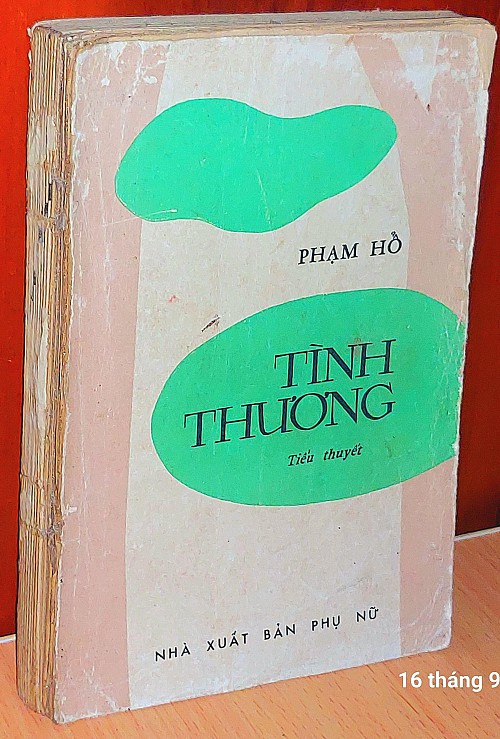 PHẠM HỔ
TÌNH
THƯƠNG
Tiểu thuyết
NHÀ XUẤT BẢN PHỤ NỮ
16 tháng 9